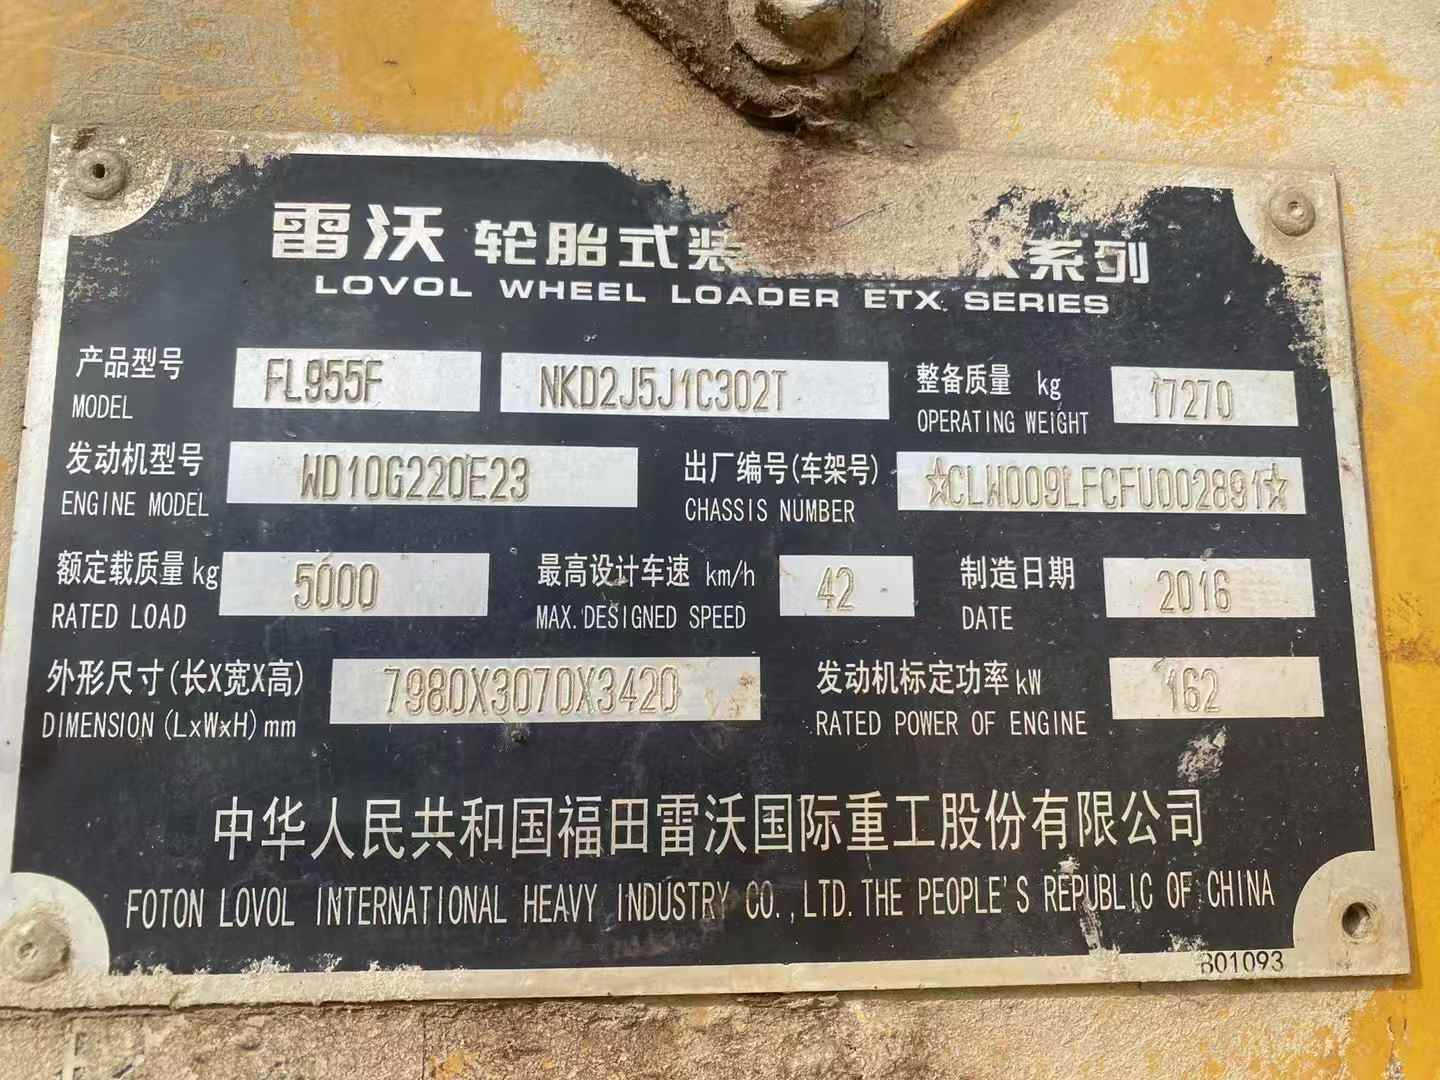 雷沃 轮胎式装 系列
LOVOL WHEEL LOADER ETX SERIES
产品型号 FL955F NKD2J5J1C302T 整备质量 kg 17270
MODEL OPERATING WEIGHT
发动机型号 WD10G220E23 出厂编号(车架号) ☆CLW009LFCFU002891☆
ENGINE MODEL CHASSIS NUMBER
额定载质量 kg 5000 最高设计车速 km/h 42 制造日期 2016
RATED LOAD MAX.DESIGNED SPEED DATE
外形尺寸(长X宽X高) 7980X3070X3420 发动机标定功率 kW 162
DIMENSION (LxWxH) mm RATED POWER OF ENGINE
中华人民共和国福田雷沃国际重工股份有限公司
FOTON LOVOL INTERNATIONAL HEAVY INDUSTRY CO.,LTD. THE PEOPLE'S REPUBLIC OF CHINA
B01093